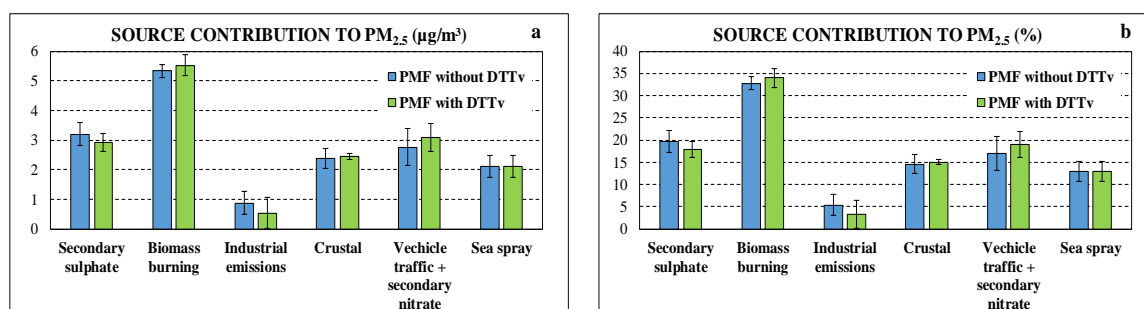 SOURCE CONTRIBUTION TO PM2.5 (µg/m³) a
6
5
4
3
2
1
0
PMF without DTTv
PMF with DTTv
Secondary sulphate
Biomass burning
Industrial emissions
Crustal
Vechicle traffic + secondary nitrate
Sea spray
SOURCE CONTRIBUTION TO PM2.5 (%) b
40
35
30
25
20
15
10
5
0
PMF without DTTv
PMF with DTTv
Secondary sulphate
Biomass burning
Industrial emissions
Crustal
Vechicle traffic + secondary nitrate
Sea spray